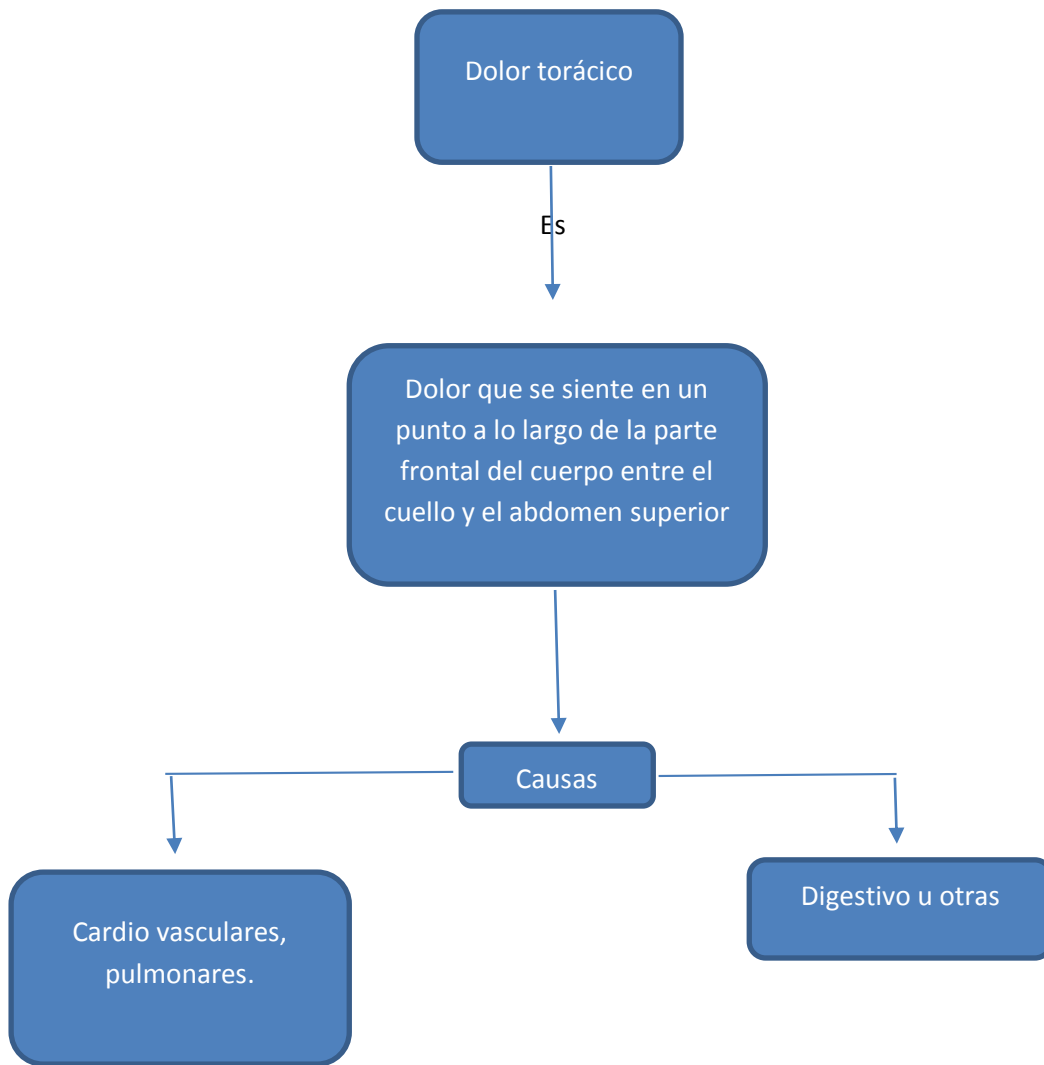 Dolor torácico
Es
Dolor que se siente en un
punto a lo largo de la parte
frontal del cuerpo entre el
cuello y el abdomen superior
Causas
Cardio vasculares,
pulmonares.
Digestivo u otras